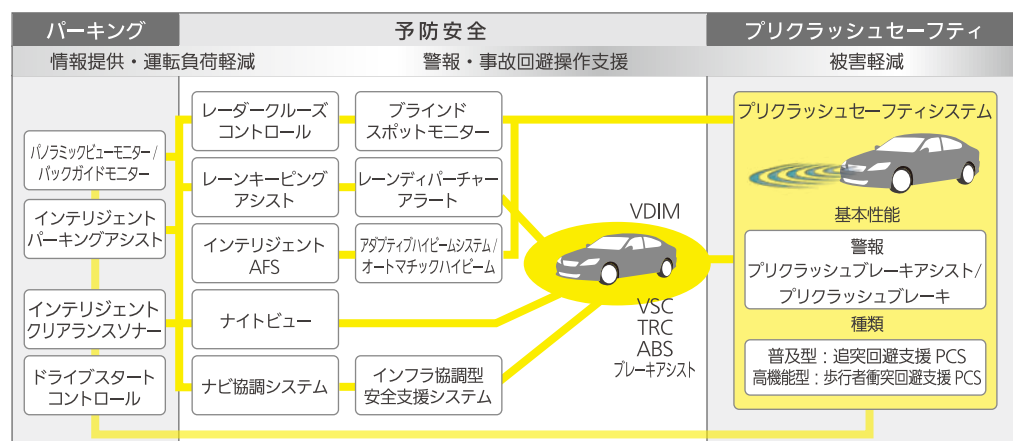 パーキング
予防安全
プリクラッシュセーフティ
情報提供・運転負荷軽減
警報・事故回避操作支援
被害軽減
パノラミックビューモニター/
バックガイドモニター
インテリジェント
パーキングアシスト
インテリジェント
クリアランスソナー
ドライブスタート
コントロール
レーダークルーズ
コントロール
レーンキーピング
アシスト
インテリジェント
AFS
ナイトビュー
ナビ協調システム
ブラインド
スポットモニター
レーンディパーチャー
アラート
アダプティブハイビームシステム/
オートマチックハイビーム
インフラ協調型
安全支援システム
VDIM
VSC
TRC
ABS
ブレーキアシスト
プリクラッシュセーフティシステム
基本性能
警報
プリクラッシュブレーキアシスト/
プリクラッシュブレーキ
種類
普及型：追突回避支援 PCS
高機能型：歩行者衝突回避支援 PCS